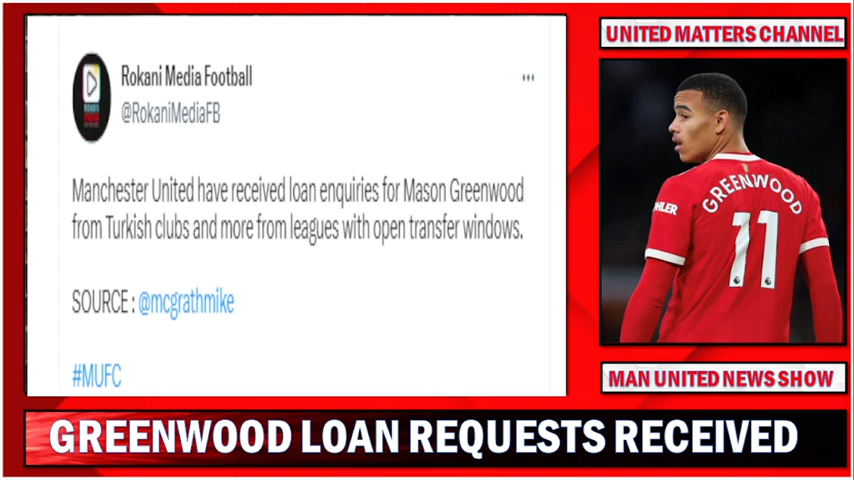 UNITED MATTERS CHANNEL
Rokani Media Football
@RokaniMediaFB
Manchester United have received loan enquiries for Mason Greenwood
from Turkish clubs and more from leagues with open transfer windows.
SOURCE : @mcgrathmike
#MUFC
GREENWOOD
11
MAN UNITED NEWS SHOW
GREENWOOD LOAN REQUESTS RECEIVED